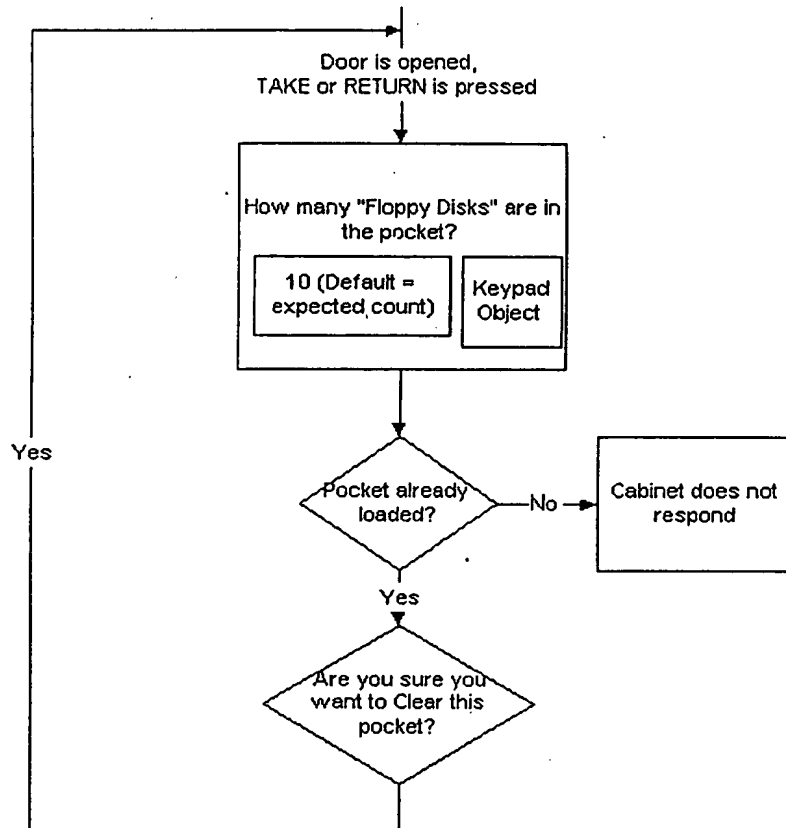 Door is opened,
TAKE or RETURN is pressed
How many "Floppy Disks" are in
the pocket?
10 (Default =
expected count)
Keypad
Object
Yes
Pocket already
loaded?
No
Cabinet does not
respond
Yes
Are you sure you
want to Clear this
pocket?